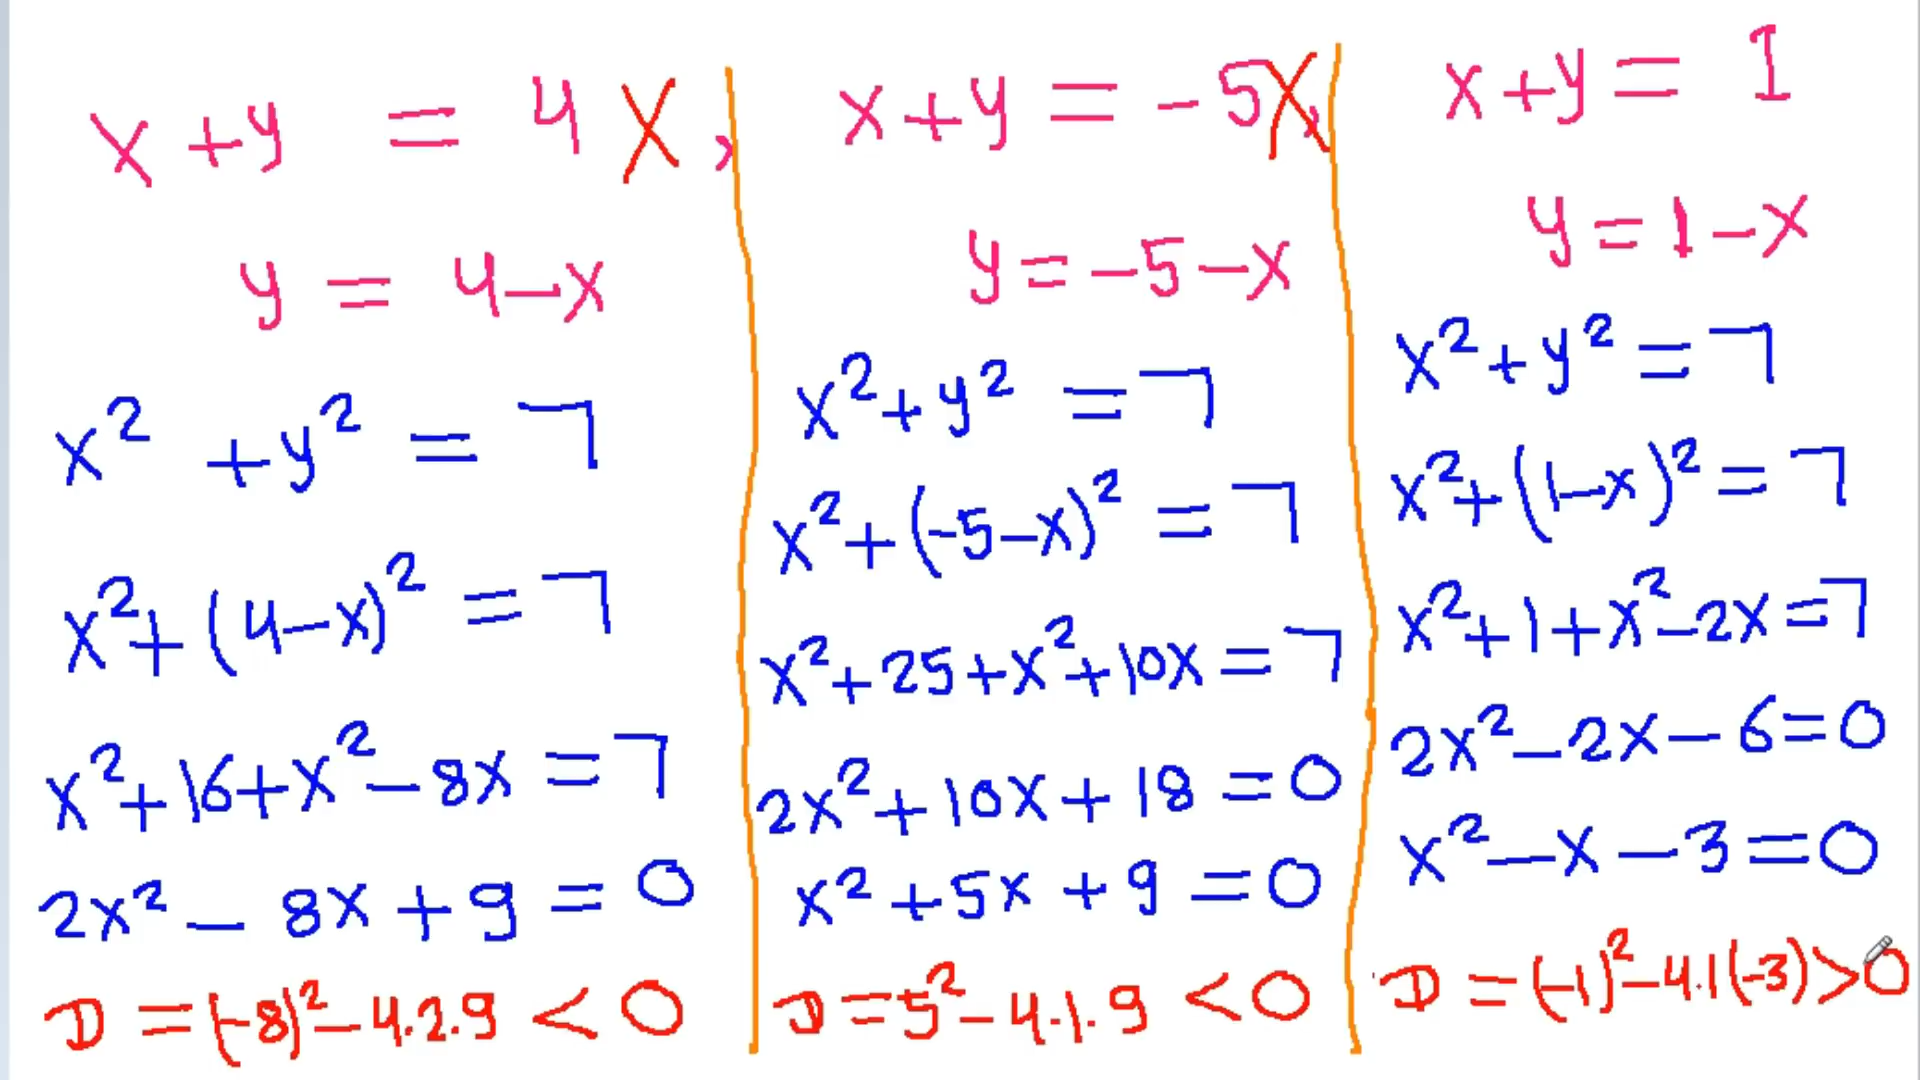 x + y = 4 X ,
y = 4 - x
x² + y² = 7
x² + (4 - x)² = 7
x² + 16 + x² - 8x = 7
2x² - 8x + 9 = 0
D = (-8)² - 4.2.9 < 0
x + y = -5 X ,
y = -5 - x
x² + y² = 7
x² + (-5 - x)² = 7
x² + 25 + x² + 10x = 7
2x² + 10x + 18 = 0
x² + 5x + 9 = 0
D = 5² - 4.1.9 < 0
x + y = 1
y = 1 - x
x² + y² = 7
x² + (1 - x)² = 7
x² + 1 + x² - 2x = 7
2x² - 2x - 6 = 0
x² - x - 3 = 0
D = (-1)² - 4.1(-3) > 0